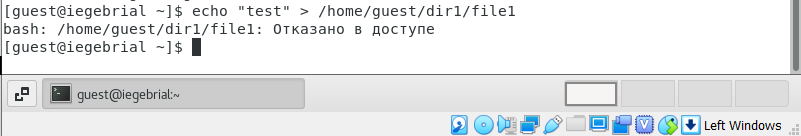 [guest@iegebrial ~]$ echo "test" > /home/guest/dir1/file1
bash: /home/guest/dir1/file1: Отказано в доступе
[guest@iegebrial ~]$
guest@iegebrial:~
Left Windows